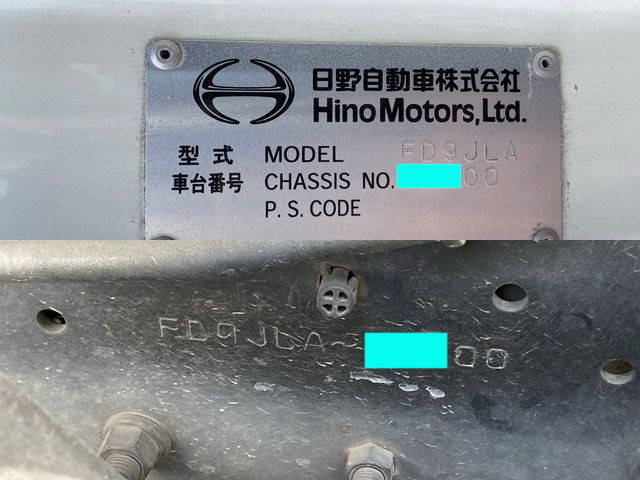 日野自動車株式会社
Hino Motors, Ltd.
型式 MODEL FD9JLA
車台番号 CHASSIS NO. 00
P.S.CODE
FD9JLA- 00